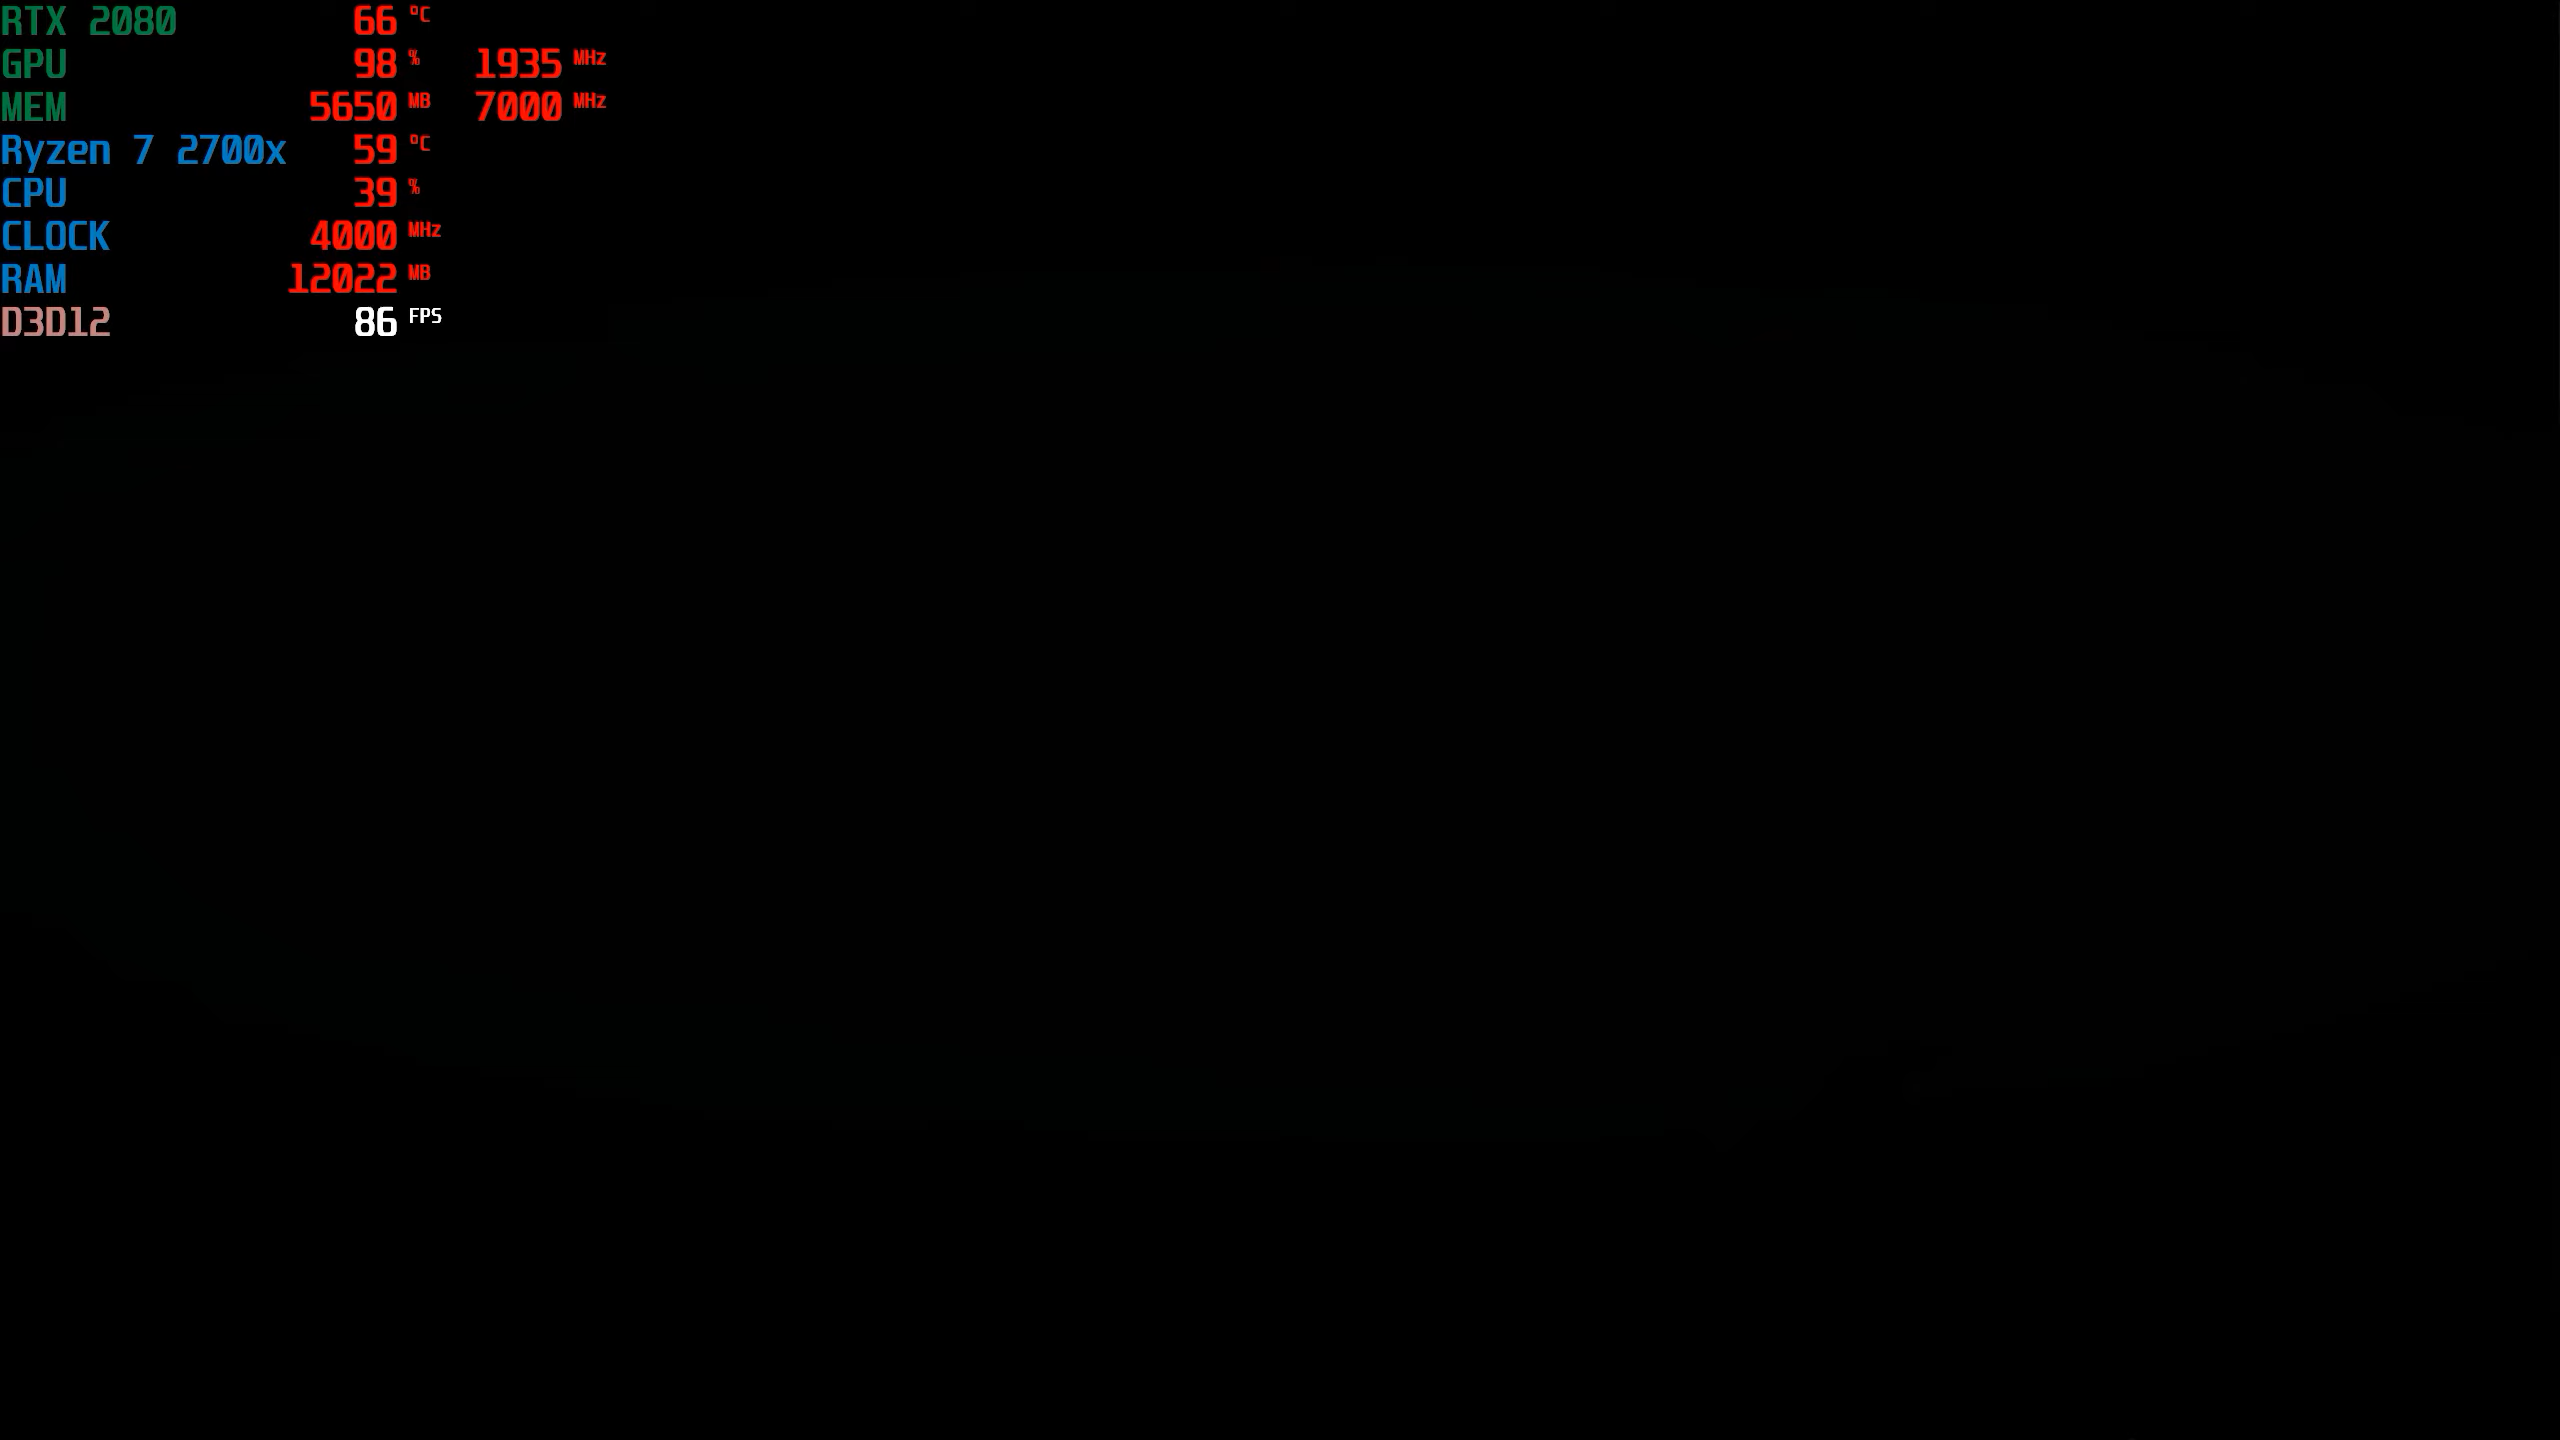 RTX 2080 66 °C
GPU 98 % 1935 MHz
MEM 5650 MB 7000 MHz
Ryzen 7 2700x 59 °C
CPU 39 %
CLOCK 4000 MHz
RAM 12022 MB
D3D12 86 FPS